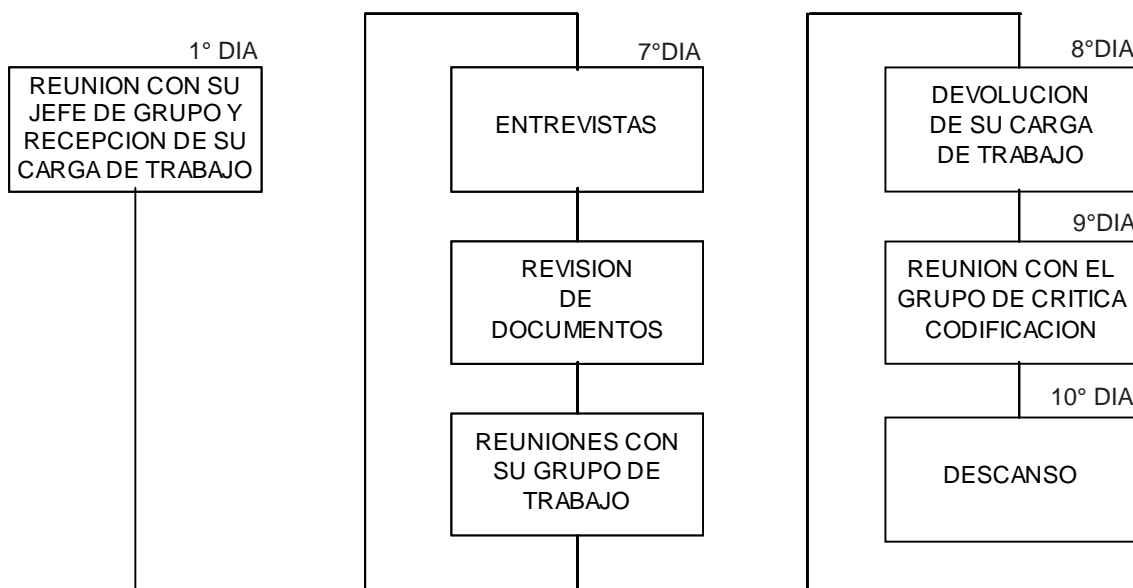 1° DIA
REUNION CON SU
JEFE DE GRUPO Y
RECEPCION DE SU
CARGA DE TRABAJO
7°DIA
ENTREVISTAS
REVISION
DE
DOCUMENTOS
REUNIONES CON
SU GRUPO DE
TRABAJO
8°DIA
DEVOLUCION
DE SU CARGA
DE TRABAJO
9°DIA
REUNION CON EL
GRUPO DE CRITICA
CODIFICACION
10° DIA
DESCANSO